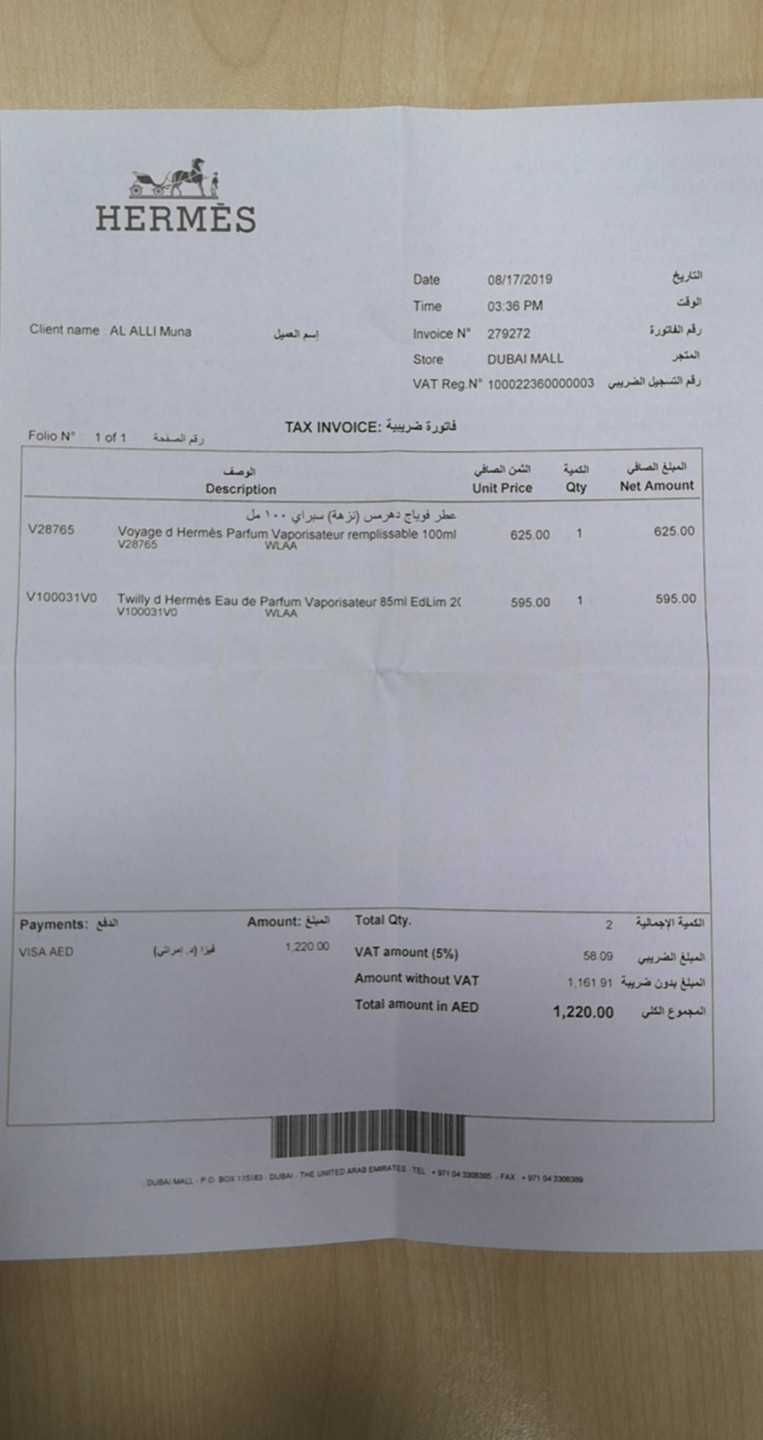 HERMÈS
Date 08/17/2019 التاريخ
Time 03:36 PM الوقت
Client name AL ALLI Muna إسم العميل
Invoice N° 279272 رقم الفاتورة
Store DUBAI MALL المتجر
VAT Reg.N° 100022360000003 رقم التسجيل الضريبي
TAX INVOICE: فاتورة ضريبية
Folio N° 1 of 1 رقم الصفحة
الوصف الثمن الصافي الكمية المبلغ الصافي
Description Unit Price Qty Net Amount
عطر فوياج دهرمس (نزهة) سبراي ١٠٠ مل
V28765 Voyage d Hermès Parfum Vaporisateur remplissable 100ml 625.00 1 625.00
V28765 WLAA
V100031V0 Twilly d Hermès Eau de Parfum Vaporisateur 85ml EdLim 595.00 1 595.00
V100031V0 WLAA
Payments: الدفع Amount: المبلغ Total Qty. 2 الكمية الإجمالية
VISA AED فيزا (د. إمراتي) 1,220.00 VAT amount (5%) 58.09 المبلغ الضريبي
Amount without VAT 1,161.91 المبلغ بدون ضريبة
Total amount in AED 1,220.00 المجموع الكلي
DUBAI MALL - P.O. BOX 115183 - DUBAI - THE UNITED ARAB EMIRATES - TEL +971 04 3308385 - FAX +971 04 3308389